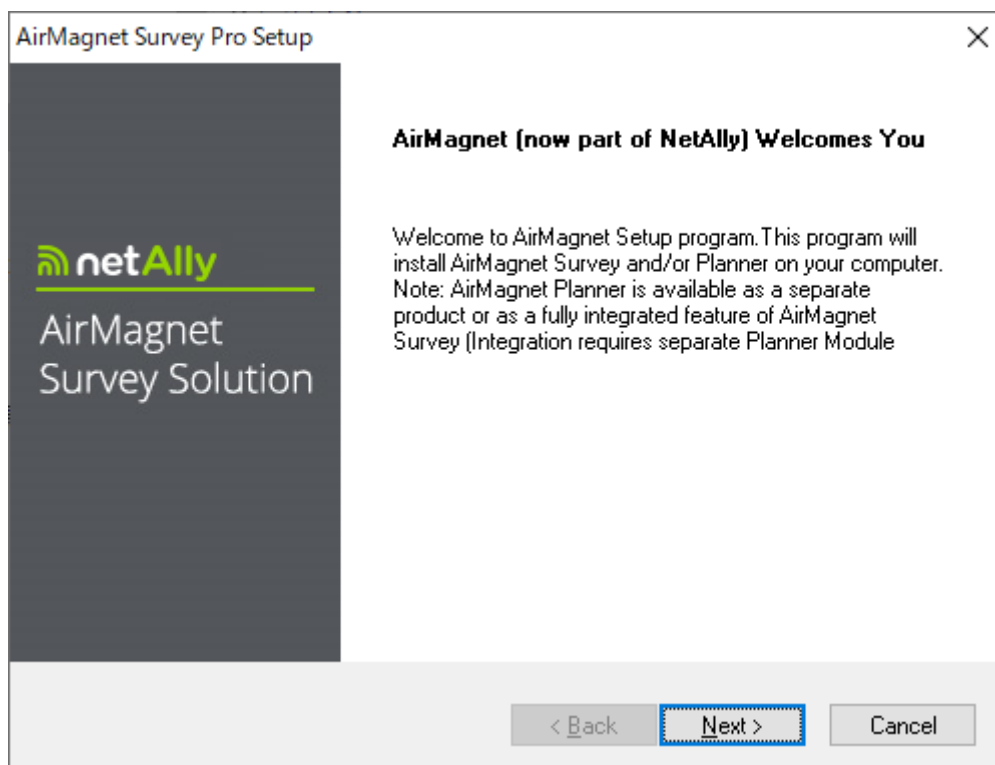 AirMagnet Survey Pro Setup
netAlly
AirMagnet
Survey Solution
AirMagnet (now part of NetAlly) Welcomes You
Welcome to AirMagnet Setup program.This program will
install AirMagnet Survey and/or Planner on your computer.
Note: AirMagnet Planner is available as a separate
product or as a fully integrated feature of AirMagnet
Survey (Integration requires separate Planner Module
< Back
Next >
Cancel